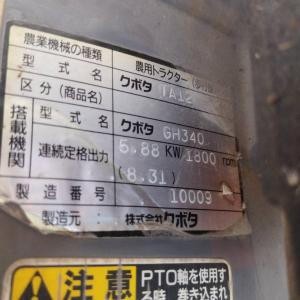 農業機械の種類 農用トラクター
型式名 クボタ TA12
区分(商品名)
搭載機関 型式名 クボタ GH340
連続定格出力 5.88 KW/1800 rpm
(8.31)
製造番号 10009
製造元: 株式会社クボタ
注意
PTO軸を使用す
る時、巻き込まれ